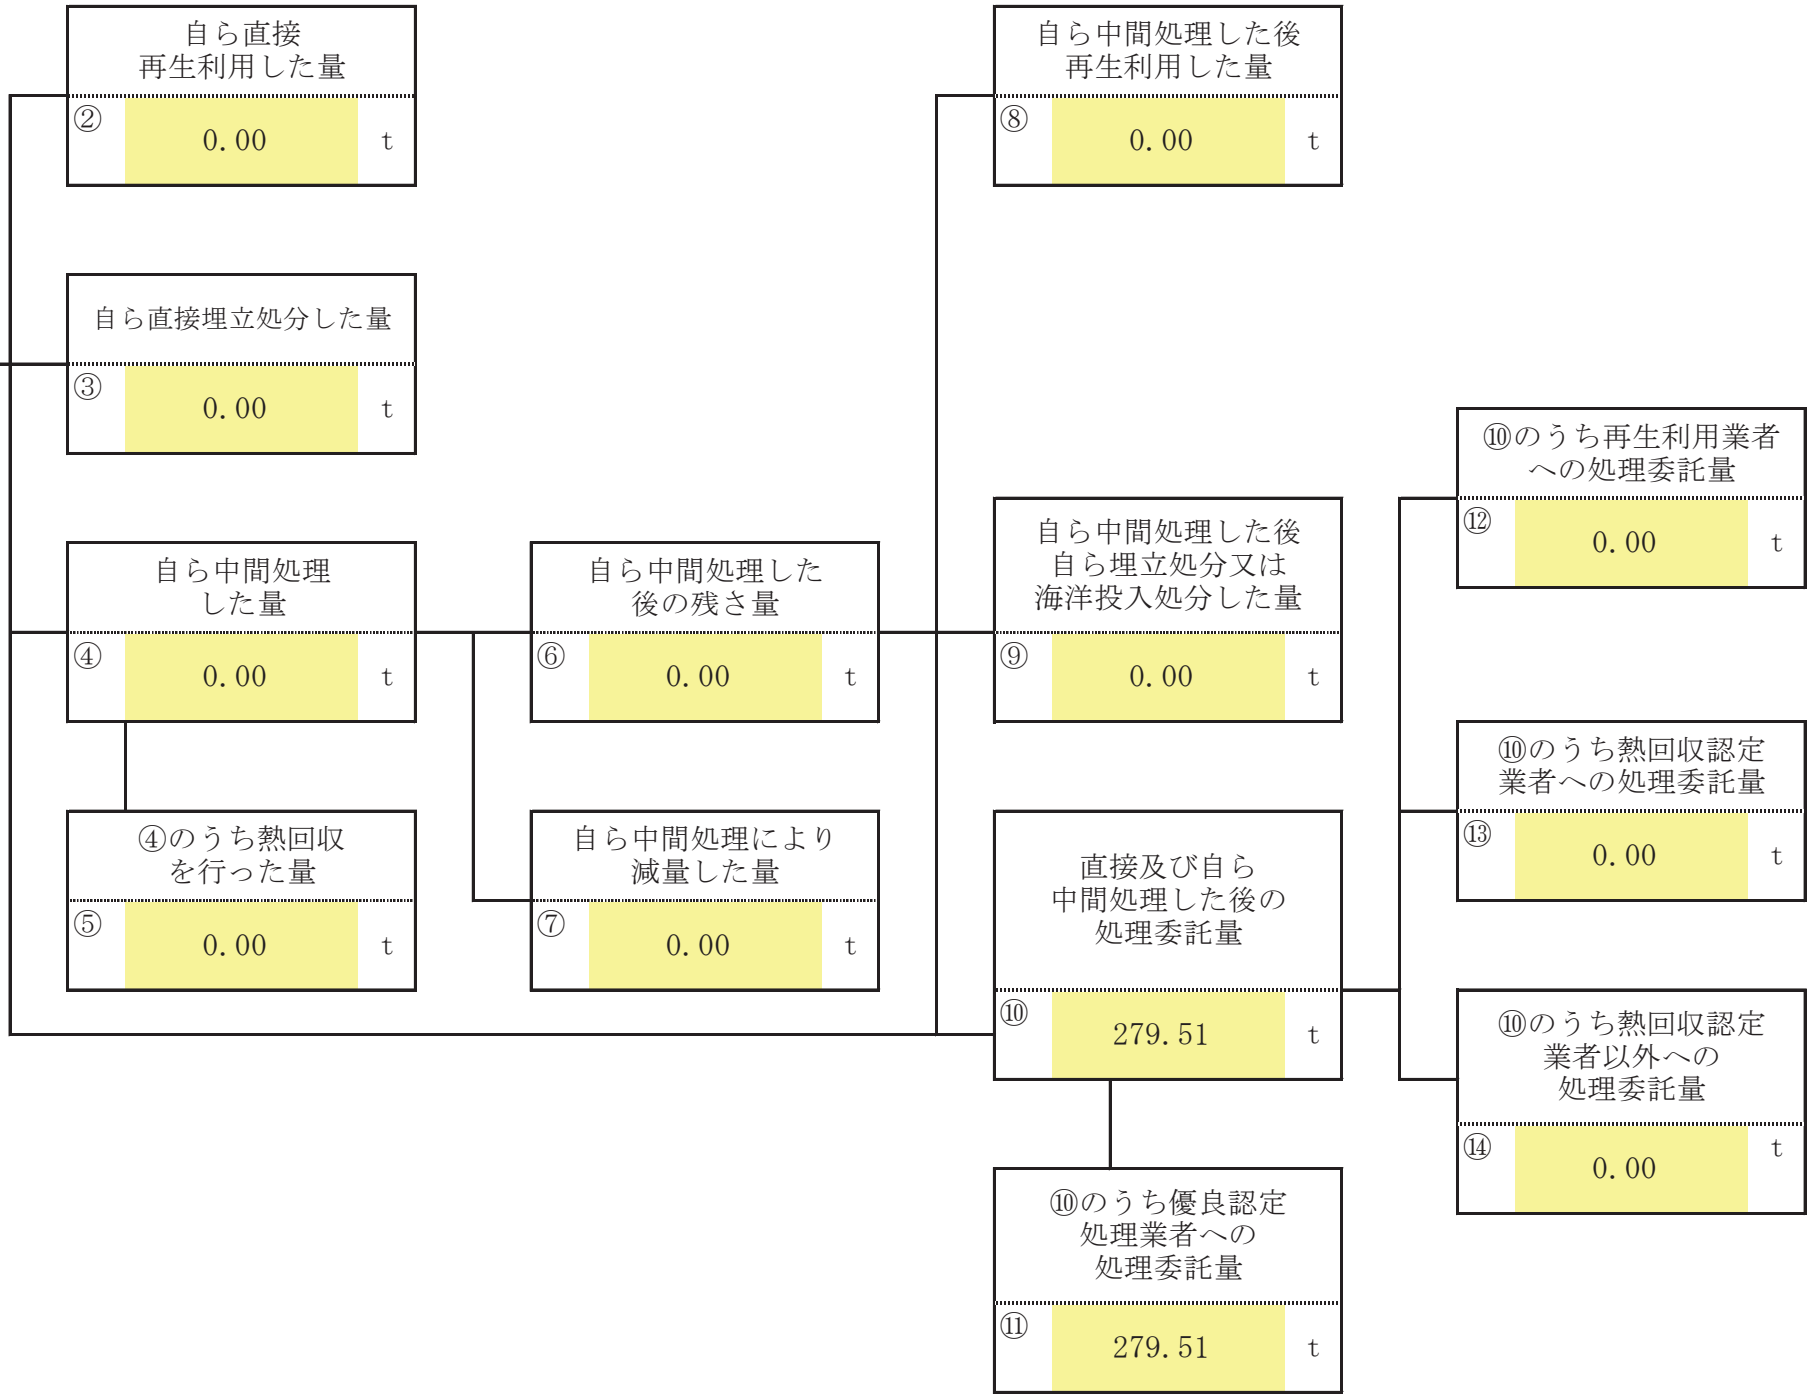 自ら直接
再生利用した量
②
0.00
t
自ら中間処理した後
再生利用した量
⑧
0.00
t
自ら直接埋立処分した量
③
0.00
t
⑩のうち再生利用業者
への処理委託量
⑫
0.00
t
自ら中間処理
した量
④
0.00
t
自ら中間処理した
後の残さ量
⑥
0.00
t
自ら中間処理した後
自ら埋立処分又は
海洋投入処分した量
⑨
0.00
t
⑩のうち熱回収認定
業者への処理委託量
⑬
0.00
t
④のうち熱回収
を行った量
⑤
0.00
t
自ら中間処理により
減量した量
⑦
0.00
t
直接及び自ら
中間処理した後の
処理委託量
⑩
279.51
t
⑩のうち熱回収認定
業者以外への
処理委託量
⑭
0.00
t
⑩のうち優良認定
処理業者への
処理委託量
⑪
279.51
t